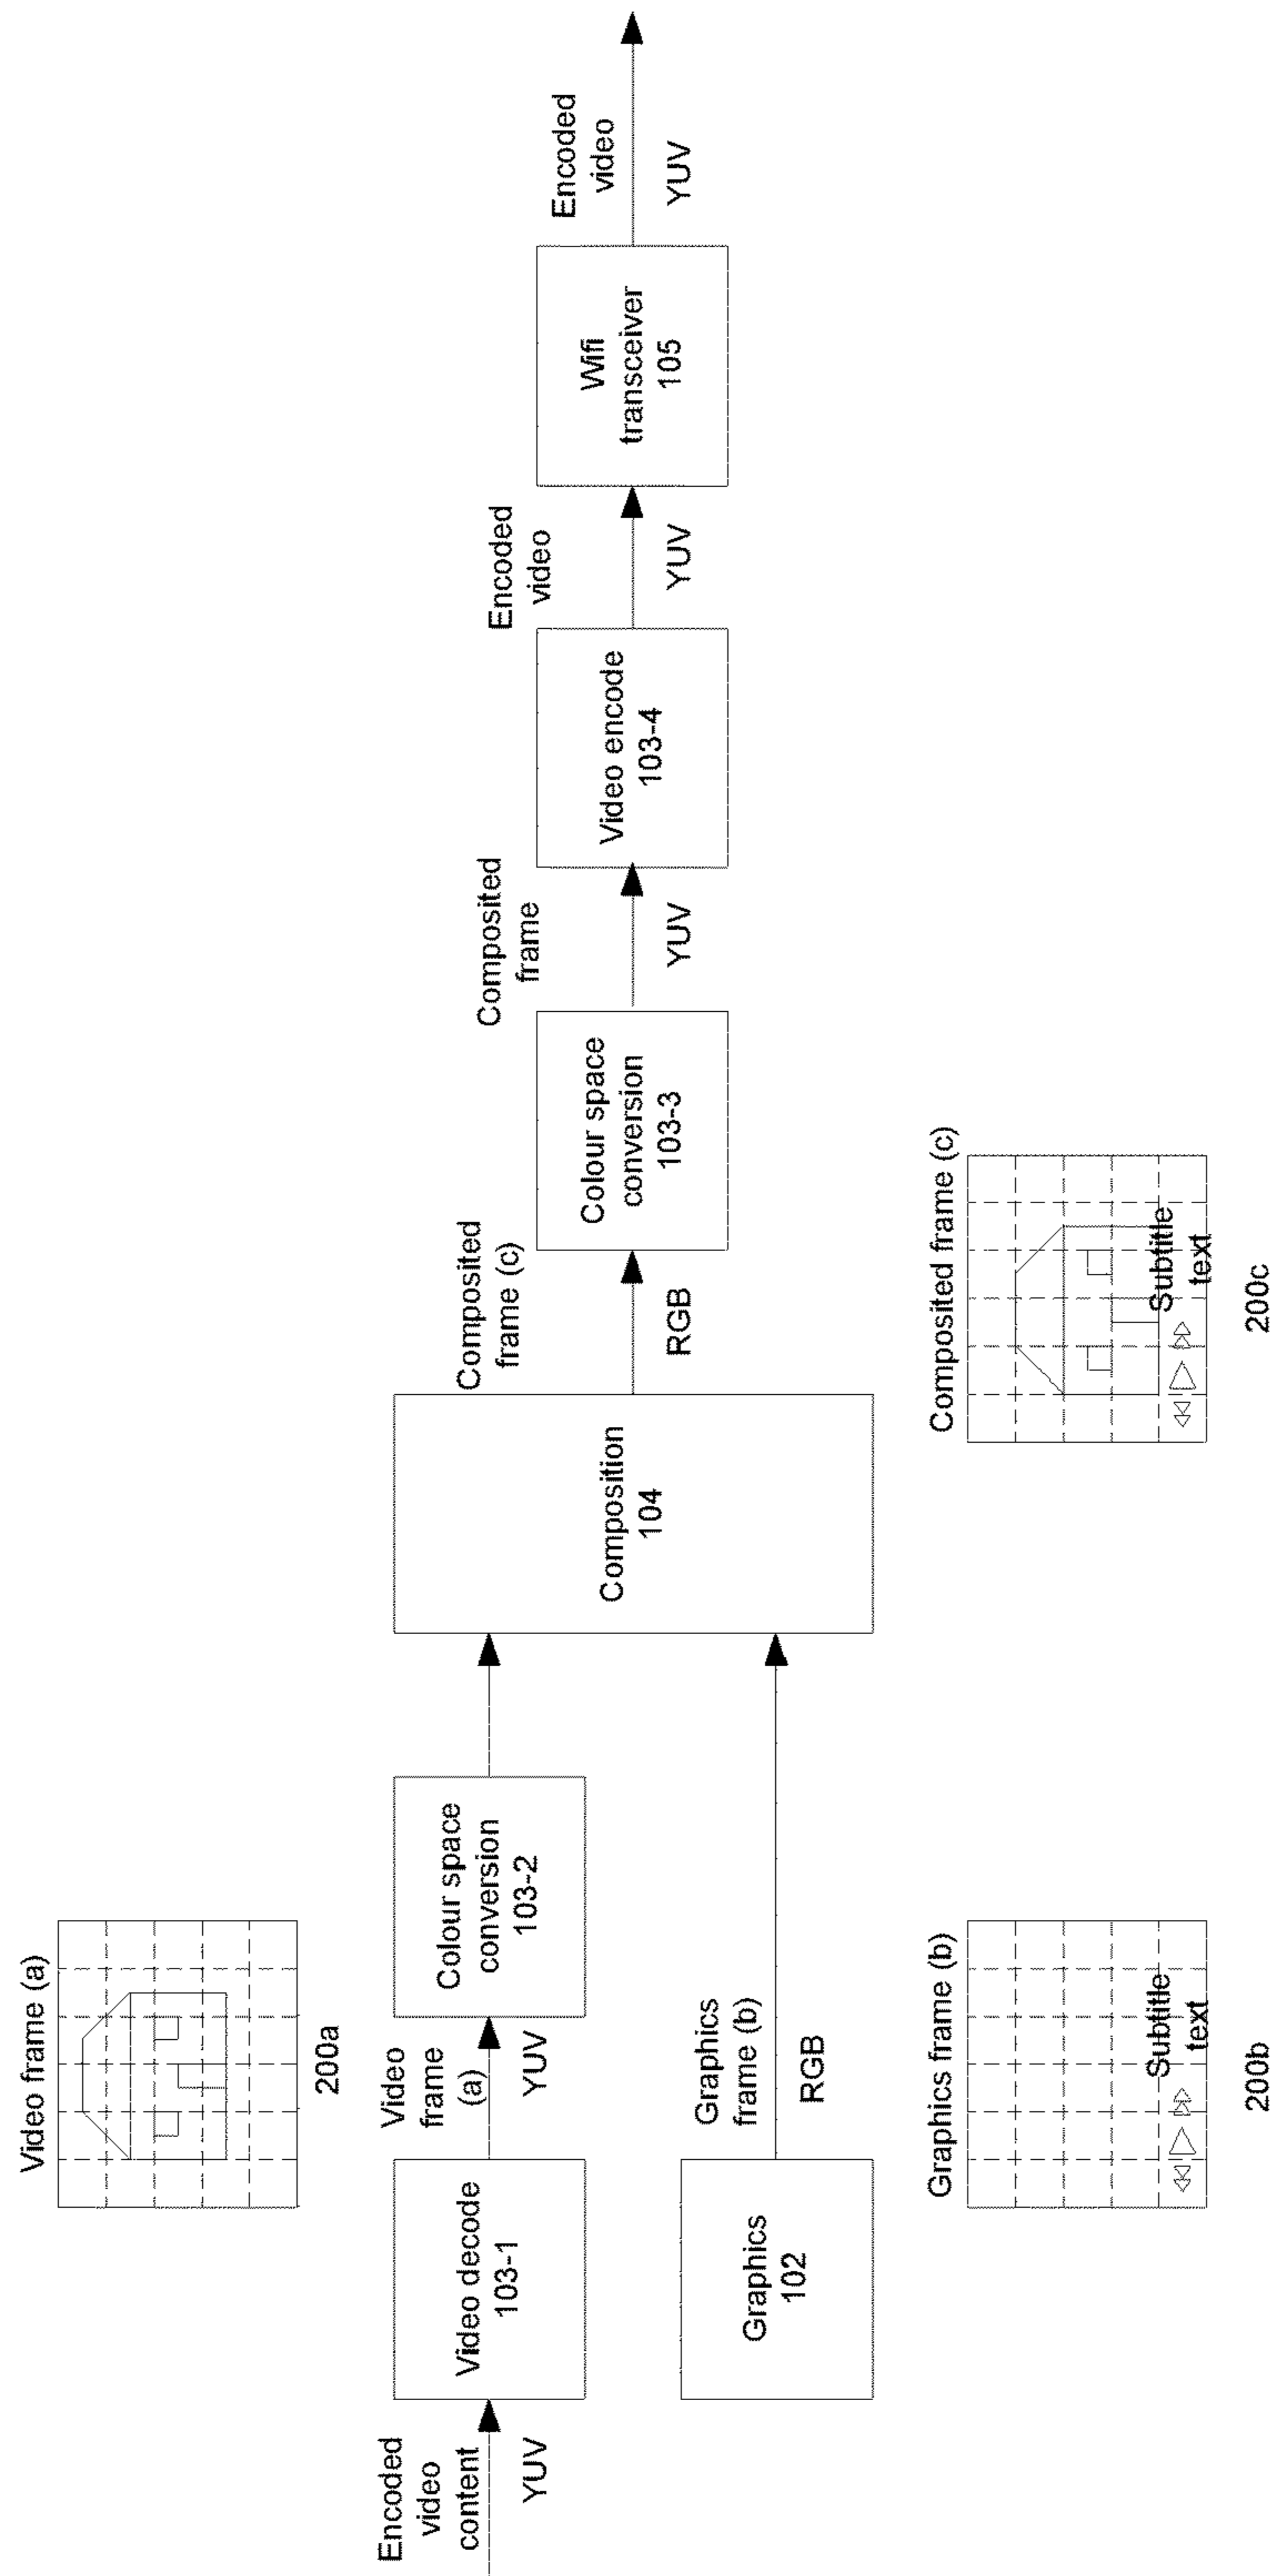 Video frame (a)
200a
Encoded
video
content
YUV
Video decode
103-1
Video
frame
(a)
YUV
Colour space
conversion
103-2
Graphics
102
Graphics
frame (b)
RGB
Composition
104
Composited
frame (c)
RGB
Colour space
conversion
103-3
Composited
frame
YUV
Video encode
103-4
Encoded
video
YUV
Wifi
transceiver
105
Encoded
video
YUV
Graphics frame (b)
Subtitle
text
200b
Composited frame (c)
Subtitle
text
200c